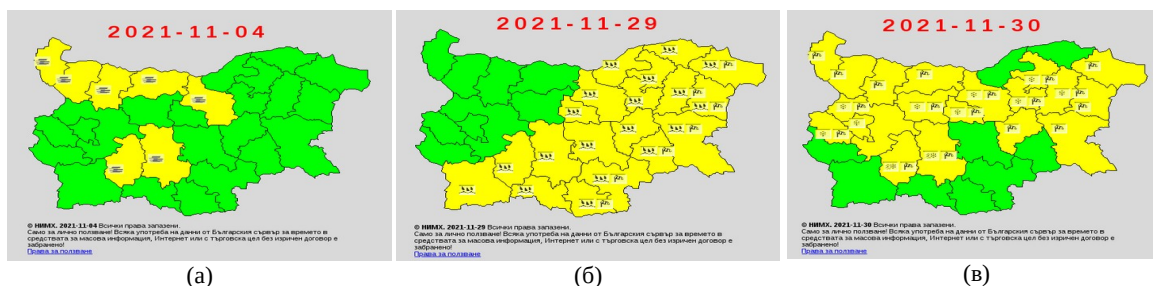 2021-11-04
© НИМХ. 2021-11-04 Всички права запазени.
Само за лично ползване! Всяка употреба на данни от Българския сървър за времето в
средствата за масова информация, Интернет или с търговска цел без изричен договор е
забранено!
Права за ползване
(а)
2021-11-29
© НИМХ. 2021-11-29 Всички права запазени.
Само за лично ползване! Всяка употреба на данни от Българския сървър за времето в
средствата за масова информация, Интернет или с търговска цел без изричен договор е
забранено!
Права за ползване
(б)
2021-11-30
© НИМХ. 2021-11-30 Всички права запазени.
Само за лично ползване! Всяка употреба на данни от Българския сървър за времето в
средствата за масова информация, Интернет или с търговска цел без изричен договор е
забранено!
Права за ползване
(в)